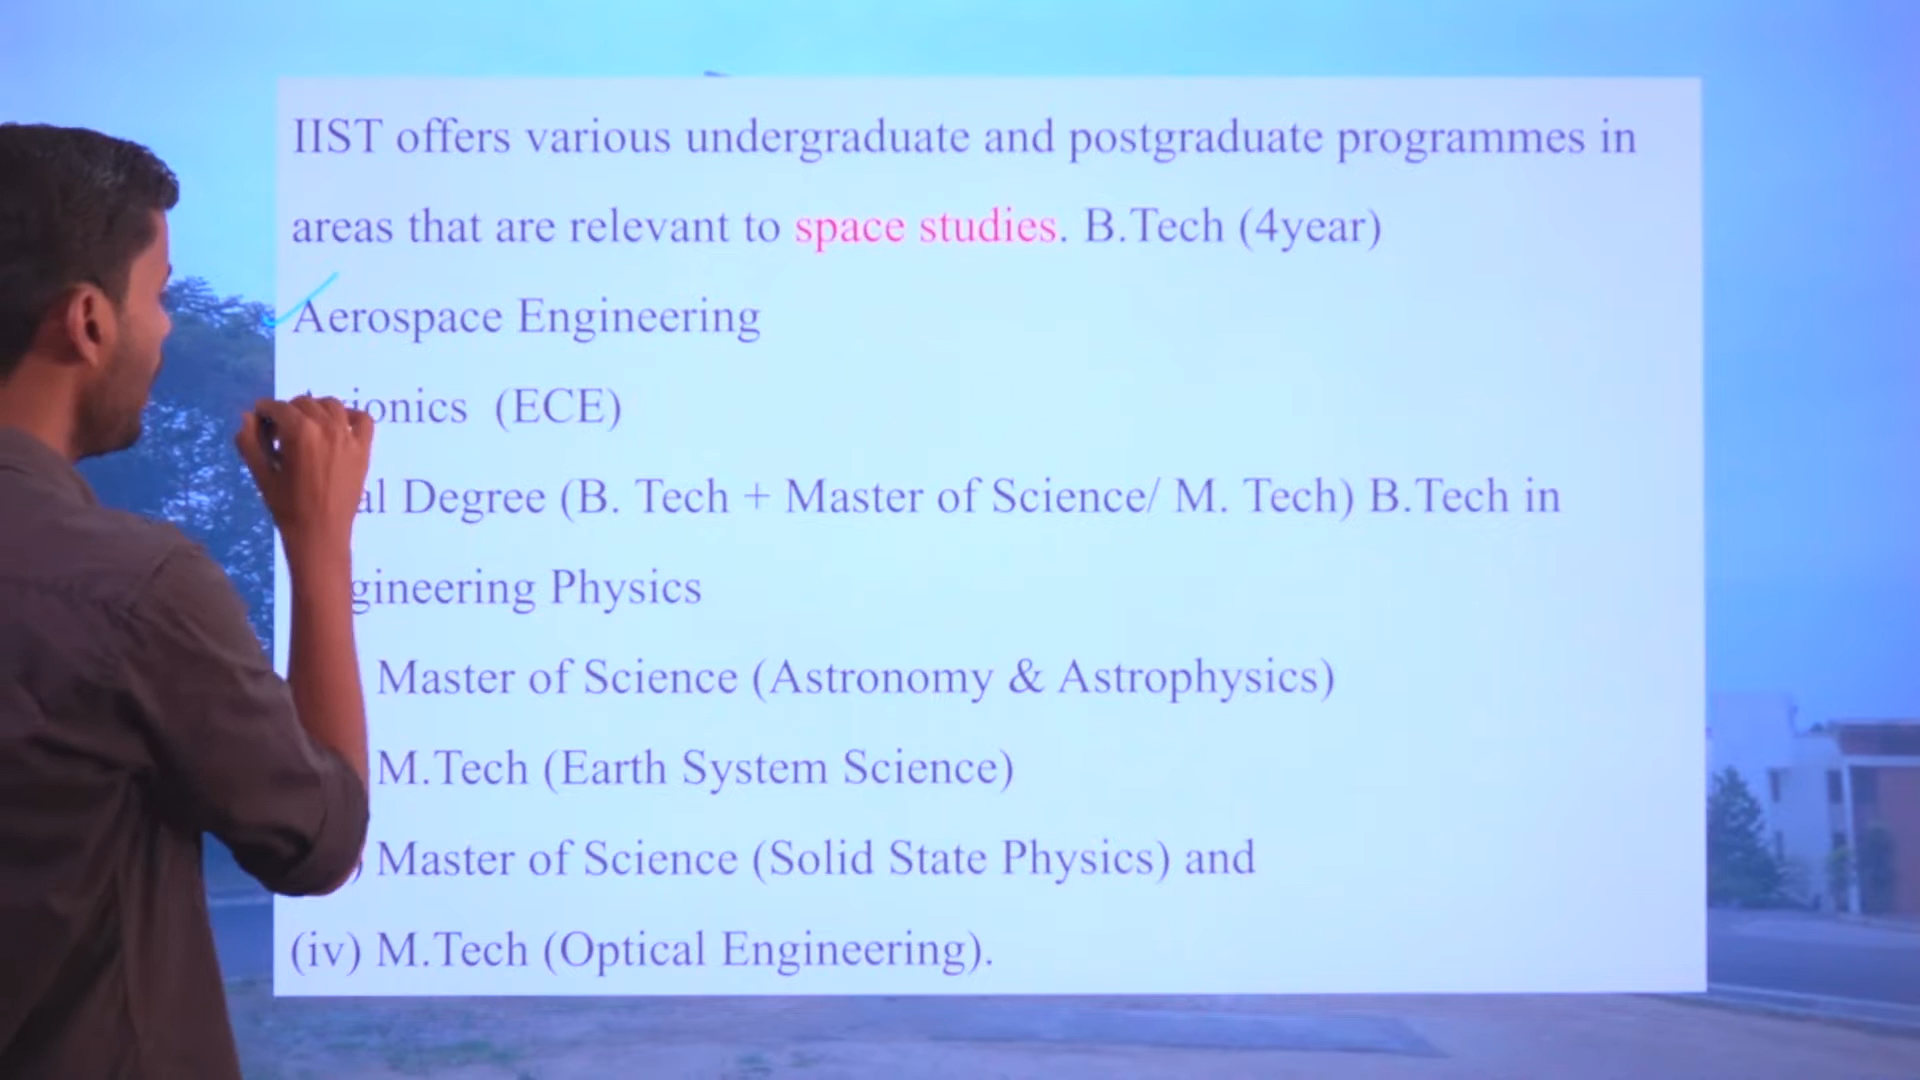 IIST offers various undergraduate and postgraduate programmes in
areas that are relevant to space studies. B.Tech (4year)
Aerospace Engineering
(ECE)
Degree (B. Tech + Master of Science/ M. Tech) B.Tech in
Physics
Master of Science (Astronomy & Astrophysics)
M.Tech (Earth System Science)
Master of Science (Solid State Physics) and
(iv) M.Tech (Optical Engineering).